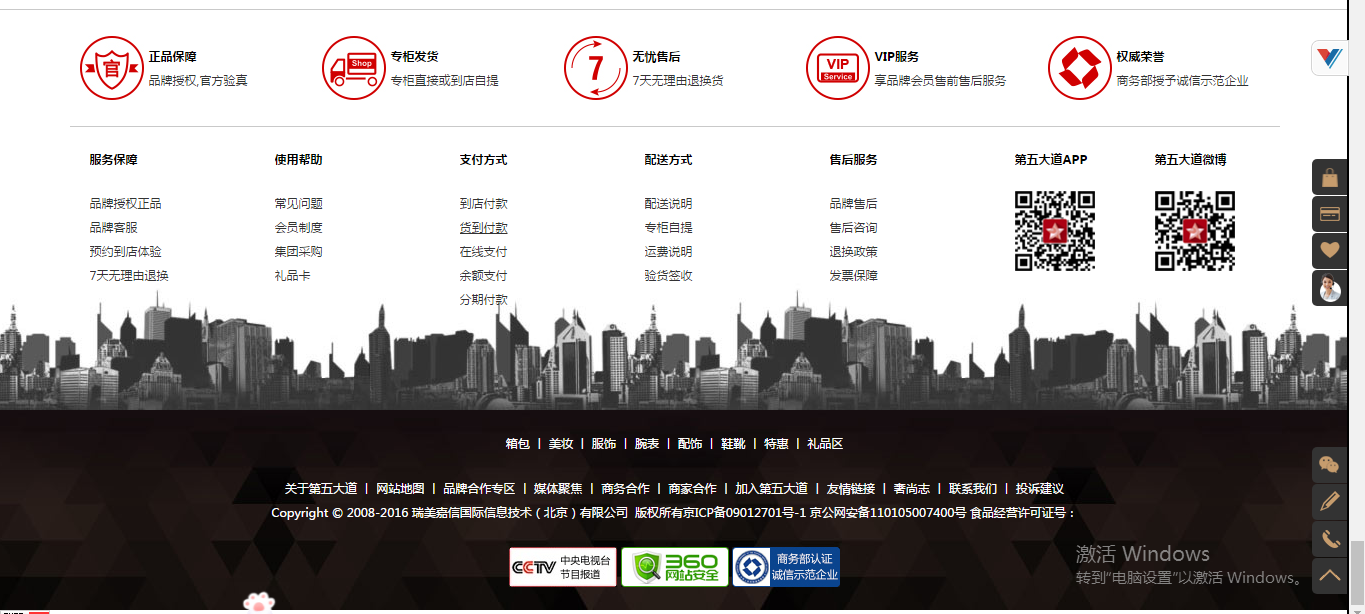 官
正品保障
品牌授权,官方验真
Shop
专柜发货
专柜直接或到店自提
7
无忧售后
7天无理由退换货
VIP
Service
VIP服务
享品牌会员售前售后服务
权威荣誉
商务部授予诚信示范企业
服务保障
品牌授权正品
品牌客服
预约到店体验
7天无理由退换
使用帮助
常见问题
会员制度
集团采购
礼品卡
支付方式
到店付款
货到付款
在线支付
余额支付
分期付款
配送方式
配送说明
专柜自提
运费说明
验货签收
售后服务
品牌售后
售后咨询
退换政策
发票保障
第五大道APP
第五大道微博
箱包 | 美妆 | 服饰 | 腕表 | 配饰 | 鞋靴 | 特惠 | 礼品区
关于第五大道 | 网站地图 | 品牌合作专区 | 媒体聚焦 | 商务合作 | 商家合作 | 加入第五大道 | 友情链接 | 奢尚志 | 联系我们 | 投诉建议
Copyright © 2008-2016 瑞美嘉信国际信息技术（北京）有限公司 版权所有京ICP备09012701号-1 京公网安备110105007400号 食品经营许可证号：
CCTV 中央电视台
节目报道
360
网站安全
商务部认证
诚信示范企业
激活 Windows
转到"电脑设置"以激活 Windows。